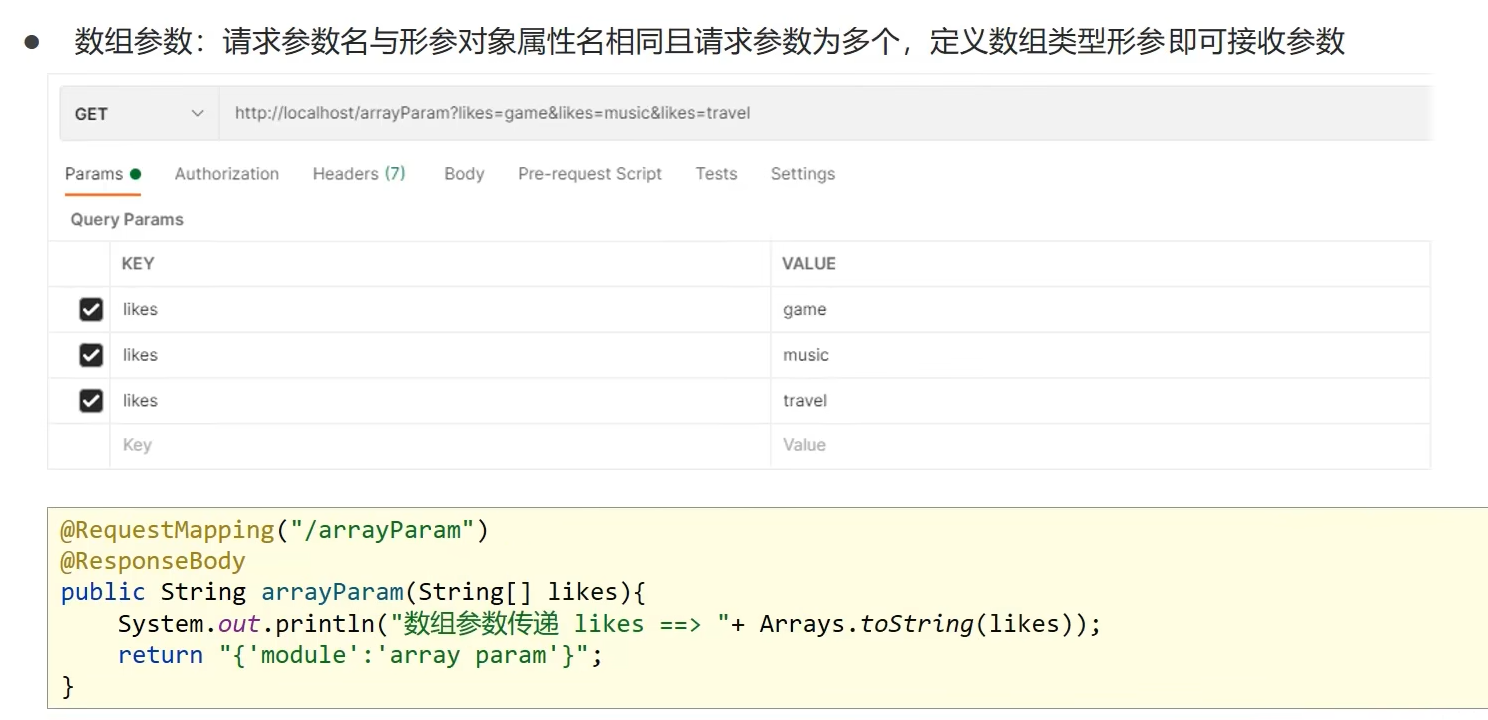 ● 数组参数：请求参数名与形参对象属性名相同且请求参数为多个，定义数组类型形参即可接收参数
GET http://localhost/arrayParam?likes=game&likes=music&likes=travel
Params Authorization Headers (7) Body Pre-request Script Tests Settings
Query Params
KEY VALUE
likes game
likes music
likes travel
Key Value
@RequestMapping("/arrayParam")
@ResponseBody
public String arrayParam(String[] likes){
    System.out.println("数组参数传递 likes ==> "+ Arrays.toString(likes));
    return "{'module':'array param'}";
}